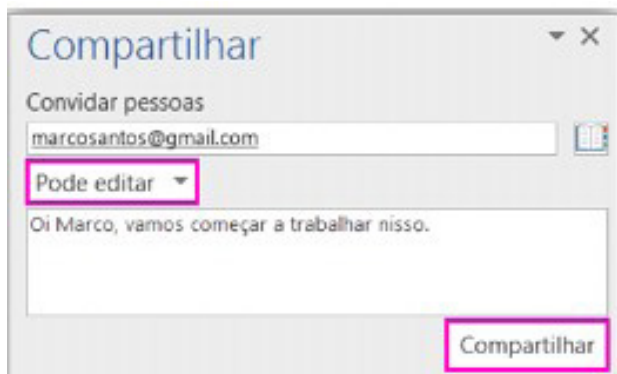 Compartilhar
Convidar pessoas
marcosantos@gmail.com
Pode editar
Oi Marco, vamos começar a trabalhar nisso.
Compartilhar